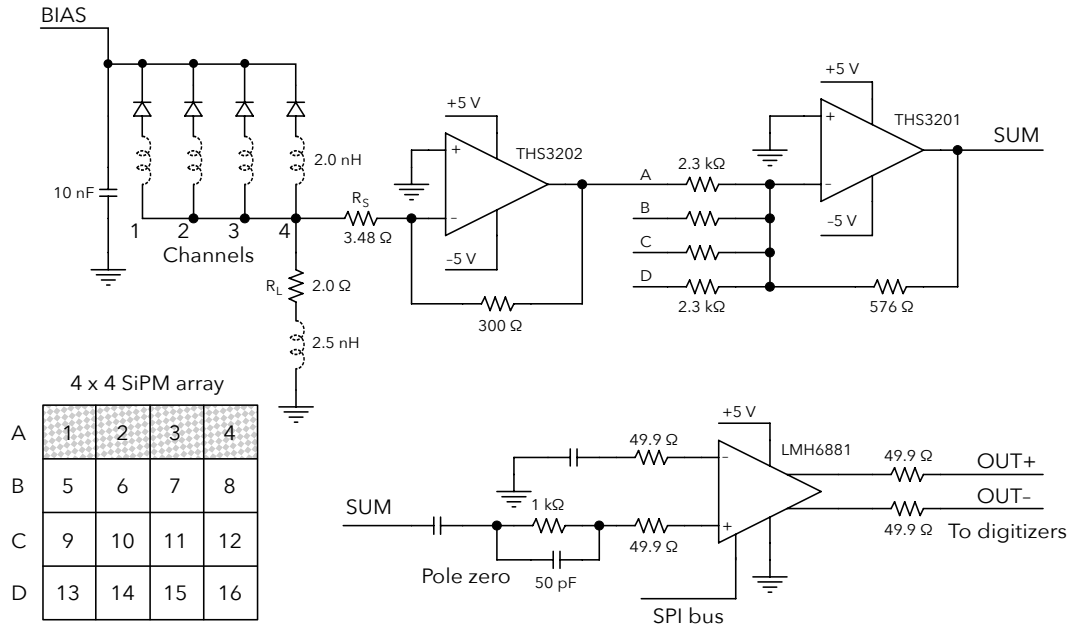 BIAS
10 nF
2.0 nH
1 2 3 4
Channels
R_S
3.48 Ω
R_L 2.0 Ω
2.5 nH
+5 V
THS3202
+
–
–5 V
300 Ω
A 2.3 kΩ
B
C
D
2.3 kΩ
+5 V
THS3201
+
–
–5 V
SUM
576 Ω
4 x 4 SiPM array
A 1 2 3 4
B 5 6 7 8
C 9 10 11 12
D 13 14 15 16
SUM
Pole zero
1 kΩ
50 pF
49.9 Ω
49.9 Ω
+5 V
LMH6881
–
+
SPI bus
49.9 Ω
OUT+
OUT–
49.9 Ω
To digitizers